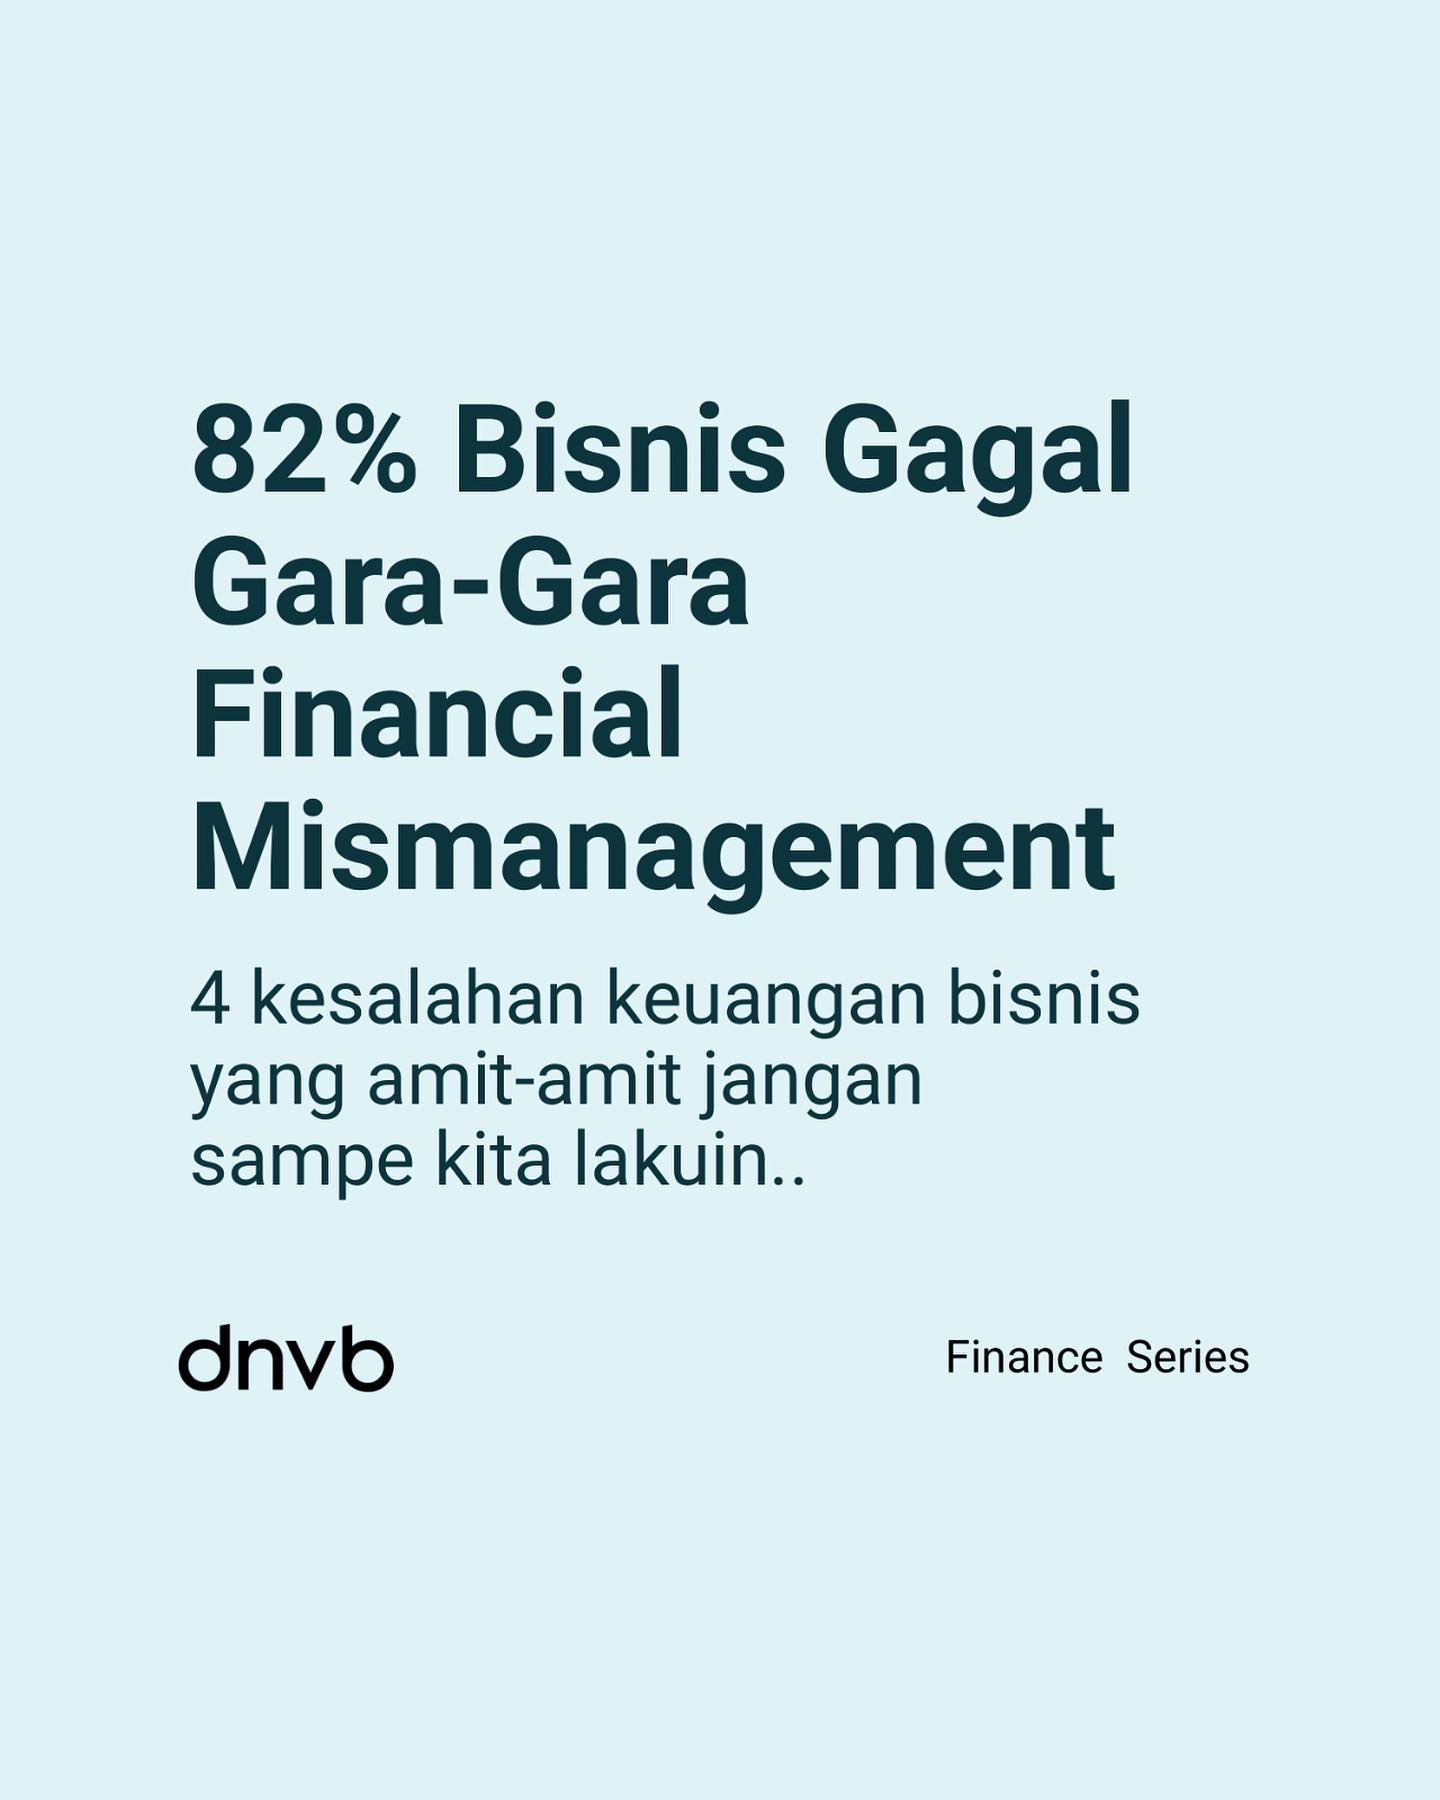 82% Bisnis Gagal
Gara-Gara
Financial
Mismanagement
4 kesalahan keuangan bisnis
yang amit-amit jangan
sampe kita lakuin..
dnvb
Finance Series